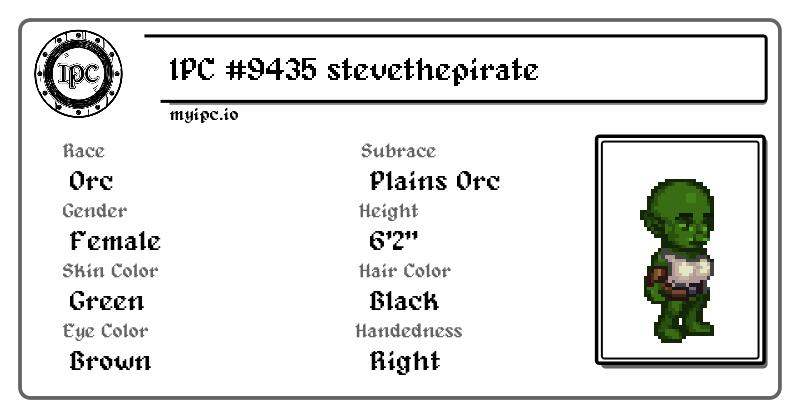 IPC
IPC #9435 stevethepirate
myipc.io
Race
Orc
Subrace
Plains Orc
Gender
Female
Height
6'2"
Skin Color
Green
Hair Color
Black
Eye Color
Brown
Handedness
Right